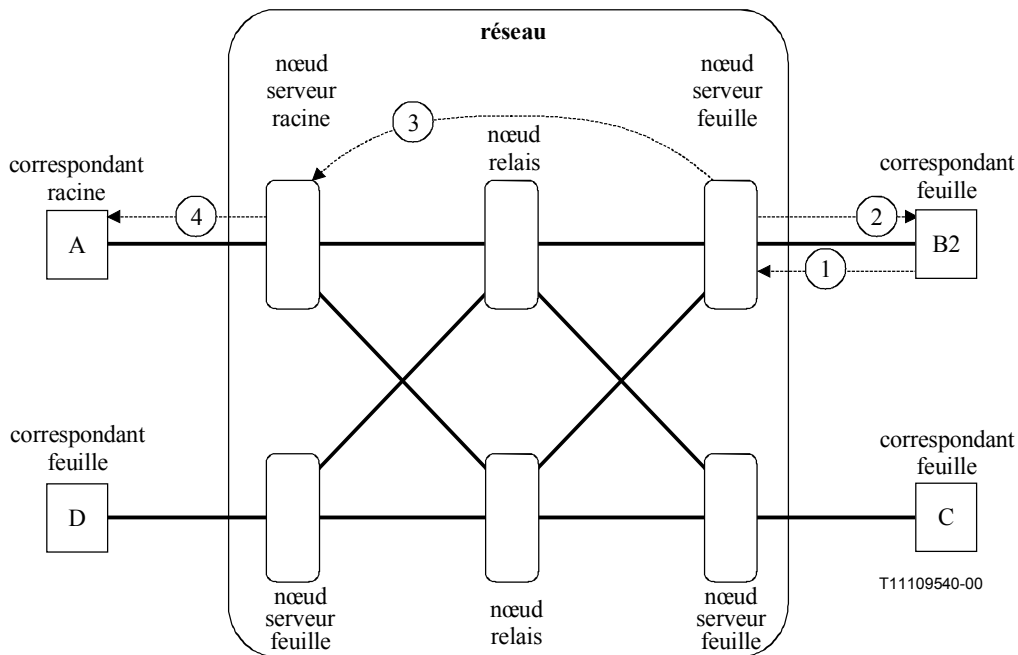 réseau
nœud
serveur
racine
nœud
serveur
feuille
3
nœud
relais
correspondant
racine
correspondant
feuille
4
2
A
B2
1
correspondant
feuille
correspondant
feuille
D
C
T11109540-00
nœud
serveur
feuille
nœud
relais
nœud
serveur
feuille